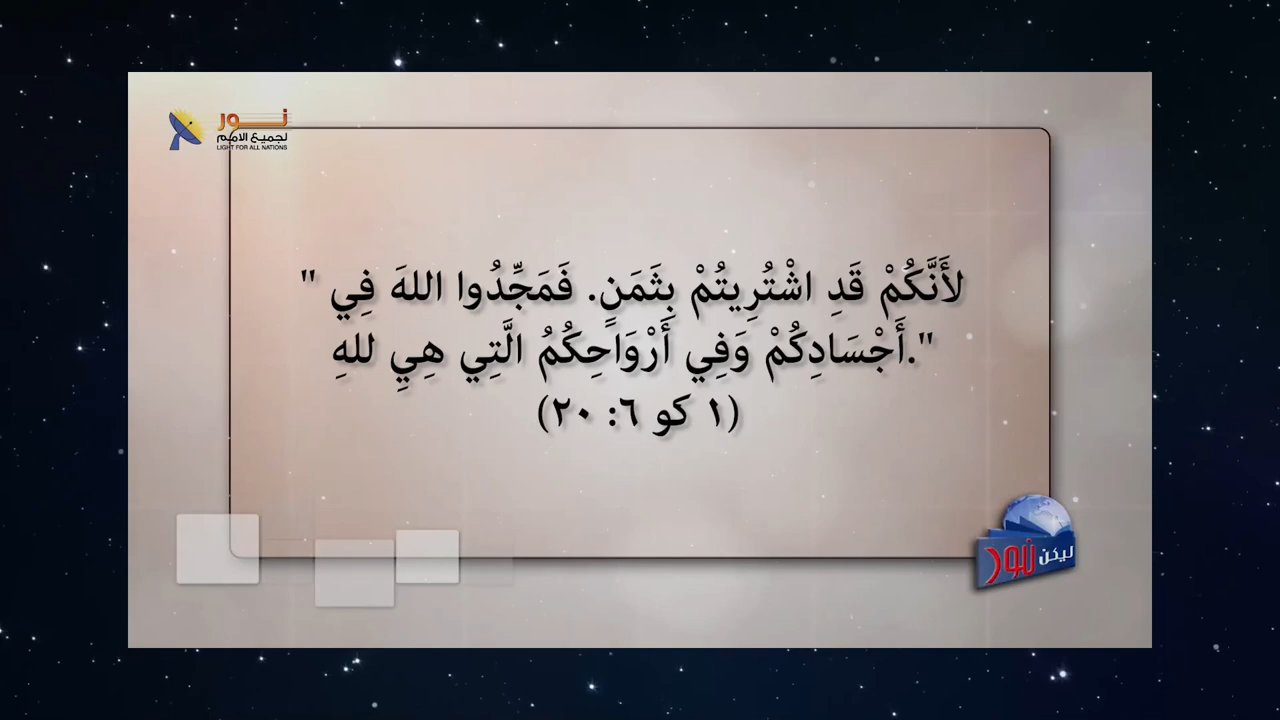 نور
لجميع الامم
LIGHT FOR ALL NATIONS
لأَنَّكُمْ قَدِ اشْتُرِيتُمْ بِثَمَنٍ. فَمَجِّدُوا اللهَ فِي "
".أَجْسَادِكُمْ وَفِي أَرْوَاحِكُمُ الَّتِي هِيِ للهِ
(١ كو ٦: ٢٠)
ليكن نور